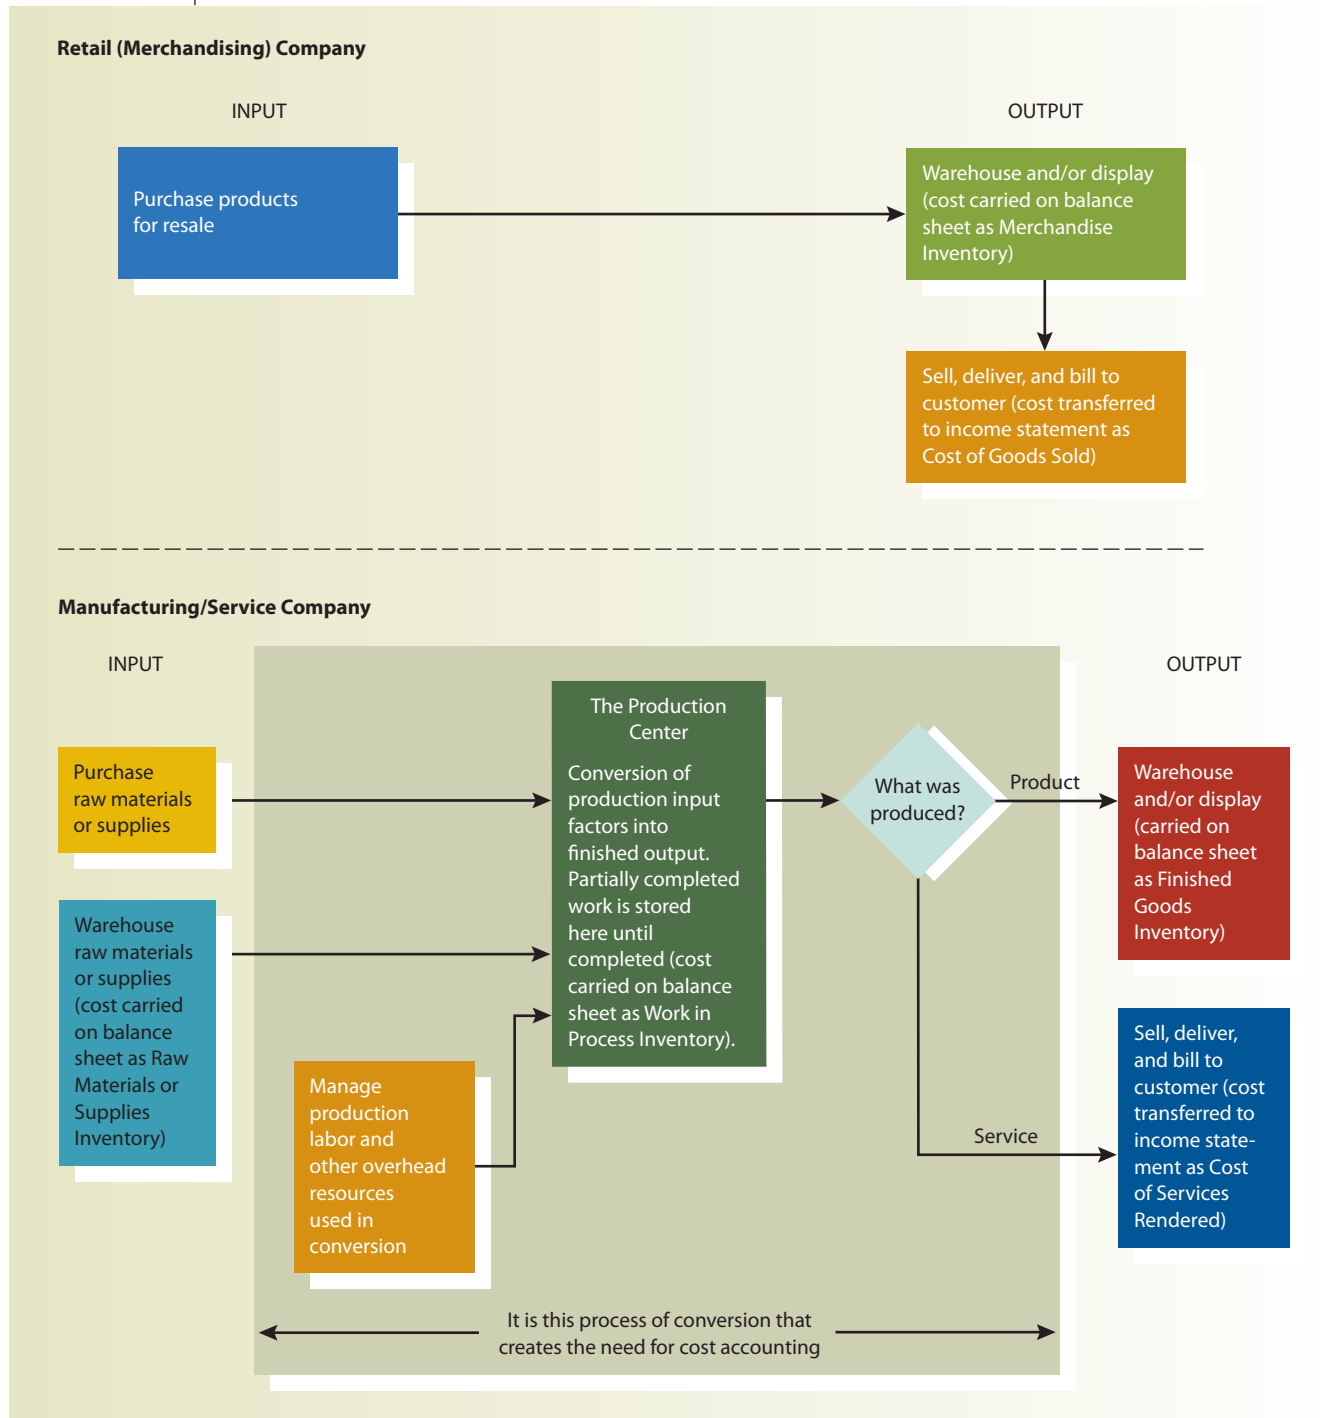 Retail (Merchandising) Company
INPUT
OUTPUT
Purchase products
for resale
Warehouse and/or display
(cost carried on balance
sheet as Merchandise
Inventory)
Sell, deliver, and bill to
customer (cost transferred
to income statement as
Cost of Goods Sold)
Manufacturing/Service Company
INPUT
OUTPUT
Purchase
raw materials
or supplies
Warehouse
raw materials
or supplies
(cost carried
on balance
sheet as Raw
Materials or
Supplies
Inventory)
Manage
production
labor and
other overhead
resources
used in
conversion
The Production
Center
Conversion of
production input
factors into
finished output.
Partially completed
work is stored
here until
completed (cost
carried on balance
sheet as Work in
Process Inventory).
What was
produced?
Product
Service
Warehouse
and/or display
(carried on
balance sheet
as Finished
Goods
Inventory)
Sell, deliver,
and bill to
customer (cost
transferred to
income state-
ment as Cost
of Services
Rendered)
It is this process of conversion that
creates the need for cost accounting